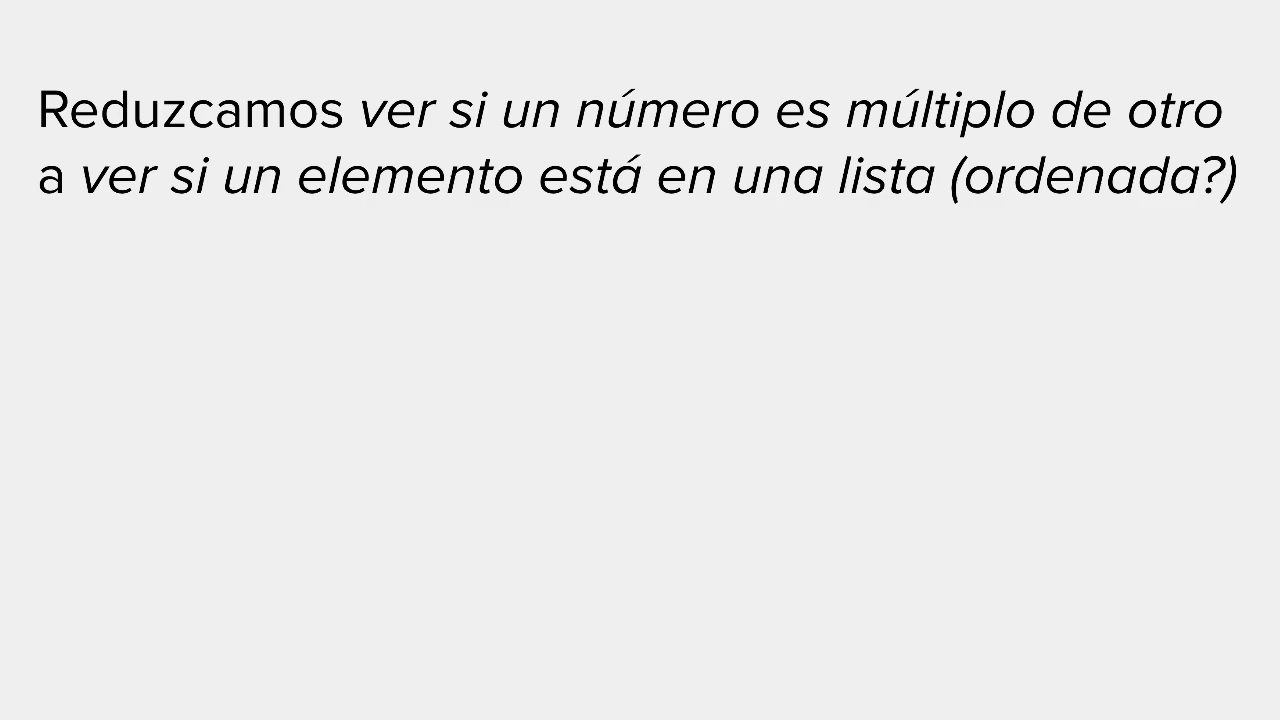 Reduzcamos ver si un número es múltiplo de otro
a ver si un elemento está en una lista (ordenada?)